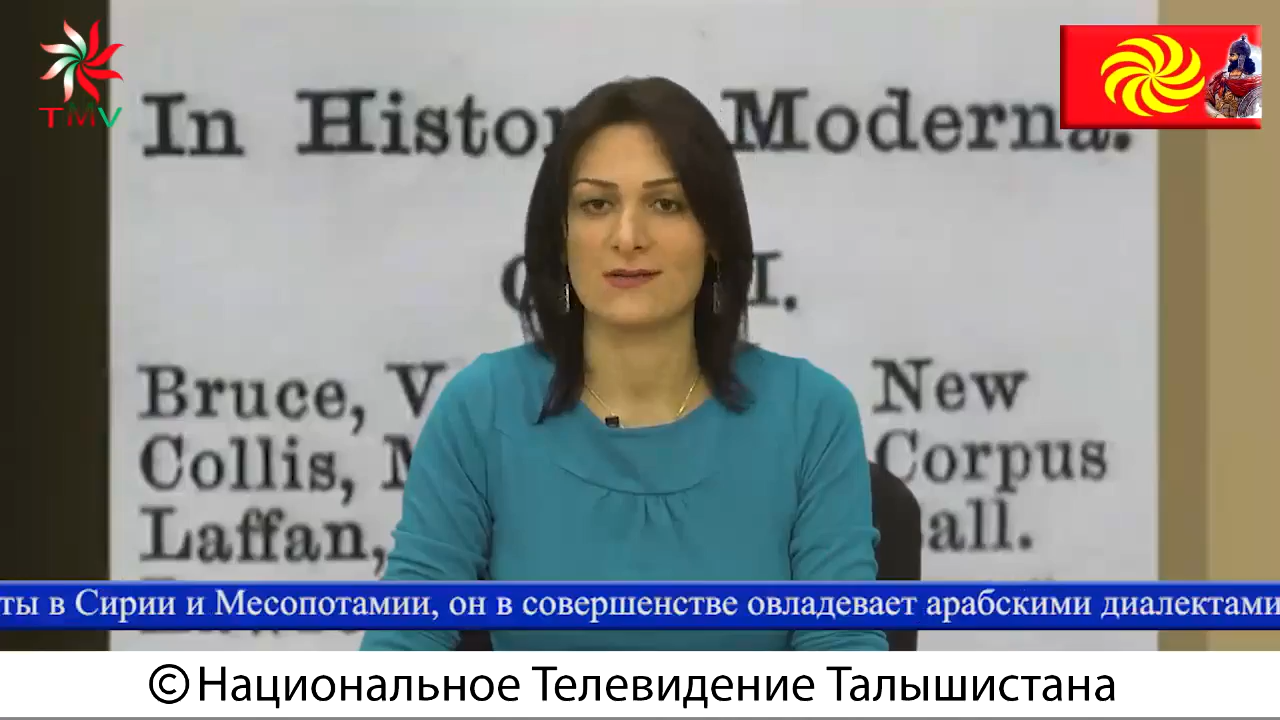 TMV
In Histor Moderna.
I.
Bruce, V New
Collis, M Corpus
Laffan, all.
ты в Сирии и Месопотамии, он в совершенстве овладевает арабскими диалектами
©Национальное Телевидение Талышистана